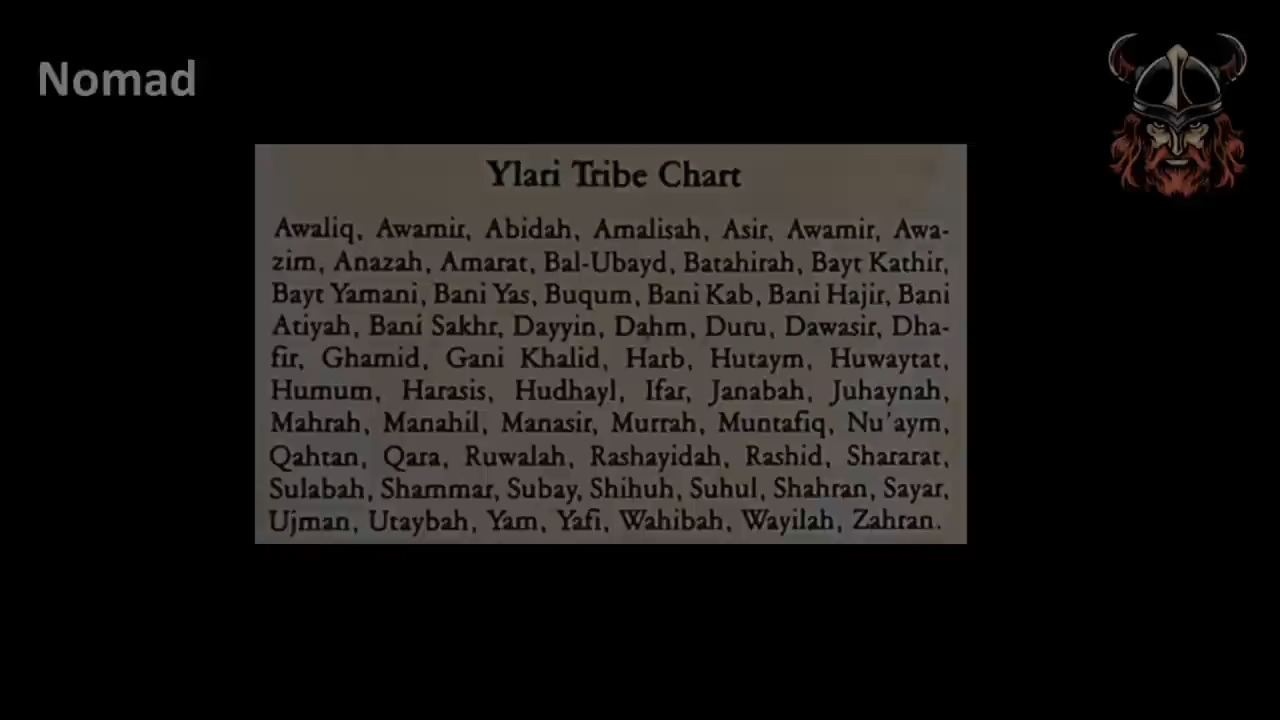 Nomad
Ylari Tribe Chart
Awaliq, Awamir, Abidah, Amalisah, Asir, Awamir, Awa-
zim, Anazah, Amarat, Bal-Ubayd, Batahirah, Bayt Kathir,
Bayt Yamani, Bani Yas, Buqum, Bani Kab, Bani Hajir, Bani
Atiyah, Bani Sakhr, Dayyin, Dahm, Duru, Dawasir, Dha-
fir, Ghamid, Gani Khalid, Harb, Hutaym, Huwaytat,
Humum, Harasis, Hudhayl, Ifar, Janabah, Juhaynah,
Mahrah, Manahil, Manasir, Murrah, Muntafiq, Nu'aym,
Qahtan, Qara, Ruwalah, Rashayidah, Rashid, Shararat,
Sulabah, Shammar, Subay, Shihuh, Suhul, Shahran, Sayar,
Ujman, Utaybah, Yam, Yafi, Wahibah, Wayilah, Zahran.